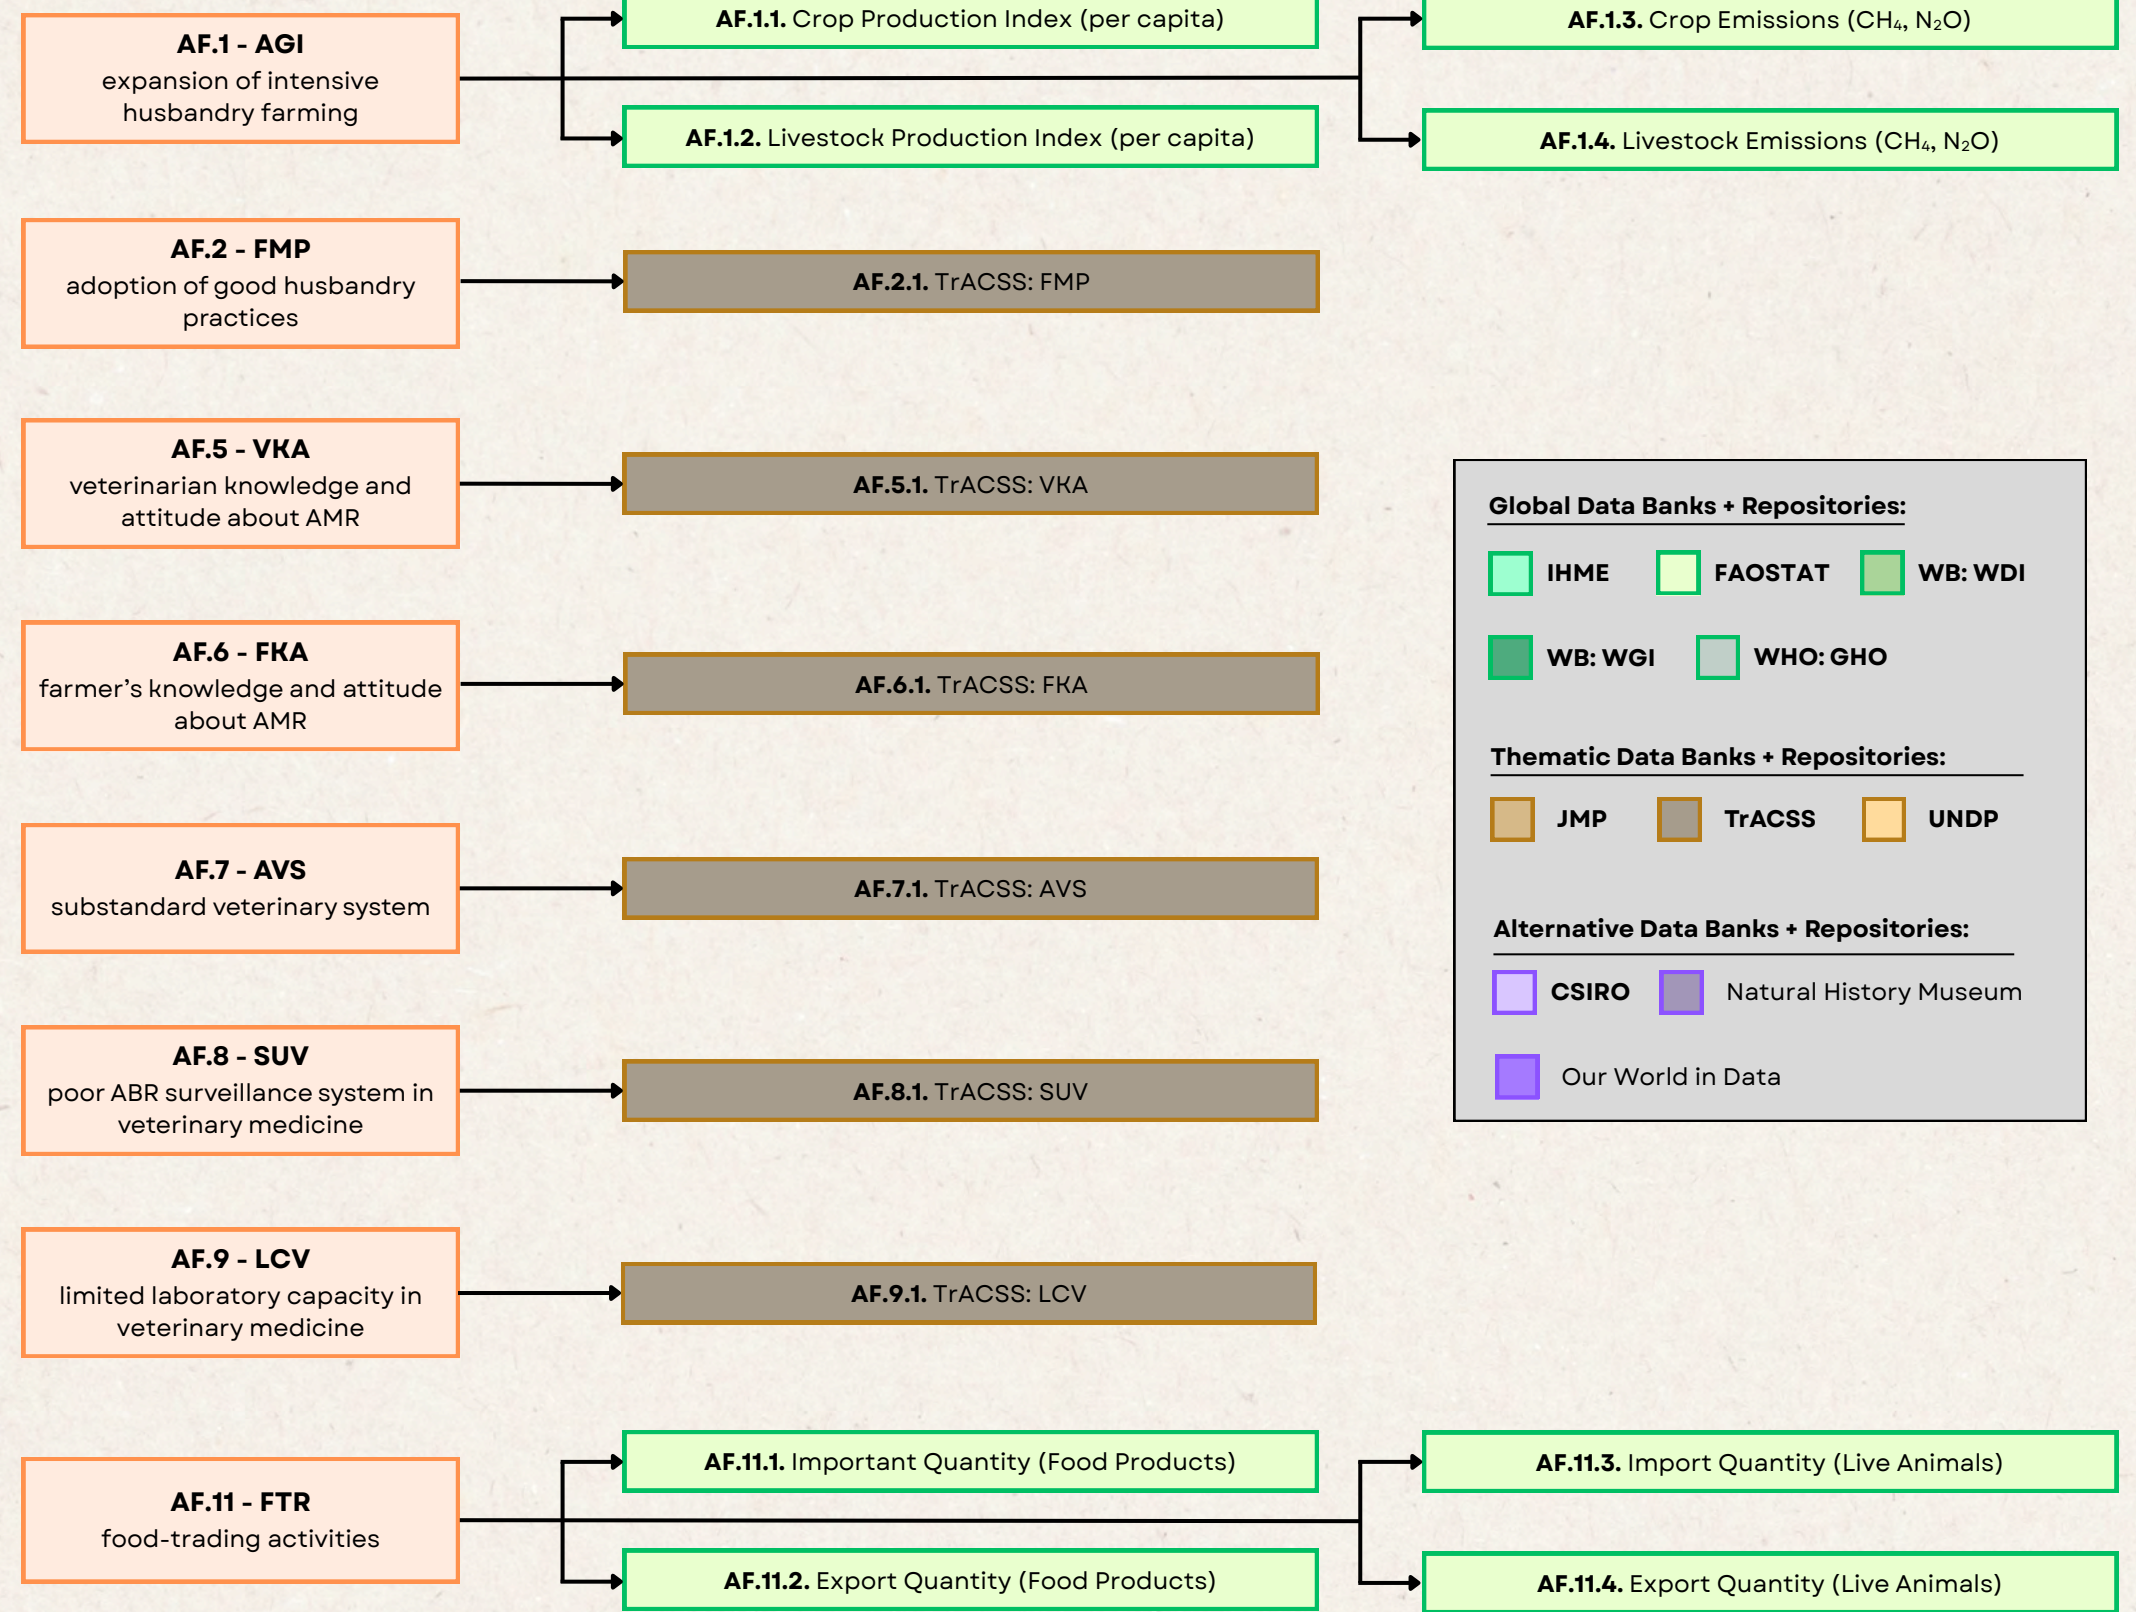 AF.1 - AGI
expansion of intensive
husbandry farming
AF.1.1. Crop Production Index (per capita)
AF.1.2. Livestock Production Index (per capita)
AF.1.3. Crop Emissions (CH₄, N₂O)
AF.1.4. Livestock Emissions (CH₄, N₂O)
AF.2 - FMP
adoption of good husbandry
practices
AF.2.1. TrACSS: FMP
AF.5 - VKA
veterinarian knowledge and
attitude about AMR
AF.5.1. TrACSS: VKA
AF.6 - FKA
farmer’s knowledge and attitude
about AMR
AF.6.1. TrACSS: FKA
AF.7 - AVS
substandard veterinary system
AF.7.1. TrACSS: AVS
AF.8 - SUV
poor ABR surveillance system in
veterinary medicine
AF.8.1. TrACSS: SUV
AF.9 - LCV
limited laboratory capacity in
veterinary medicine
AF.9.1. TrACSS: LCV
AF.11 - FTR
food-trading activities
AF.11.1. Important Quantity (Food Products)
AF.11.2. Export Quantity (Food Products)
AF.11.3. Import Quantity (Live Animals)
AF.11.4. Export Quantity (Live Animals)
Global Data Banks + Repositories:
IHME FAOSTAT WB: WDI
WB: WGI WHO: GHO
Thematic Data Banks + Repositories:
JMP TrACSS UNDP
Alternative Data Banks + Repositories:
CSIRO Natural History Museum
Our World in Data